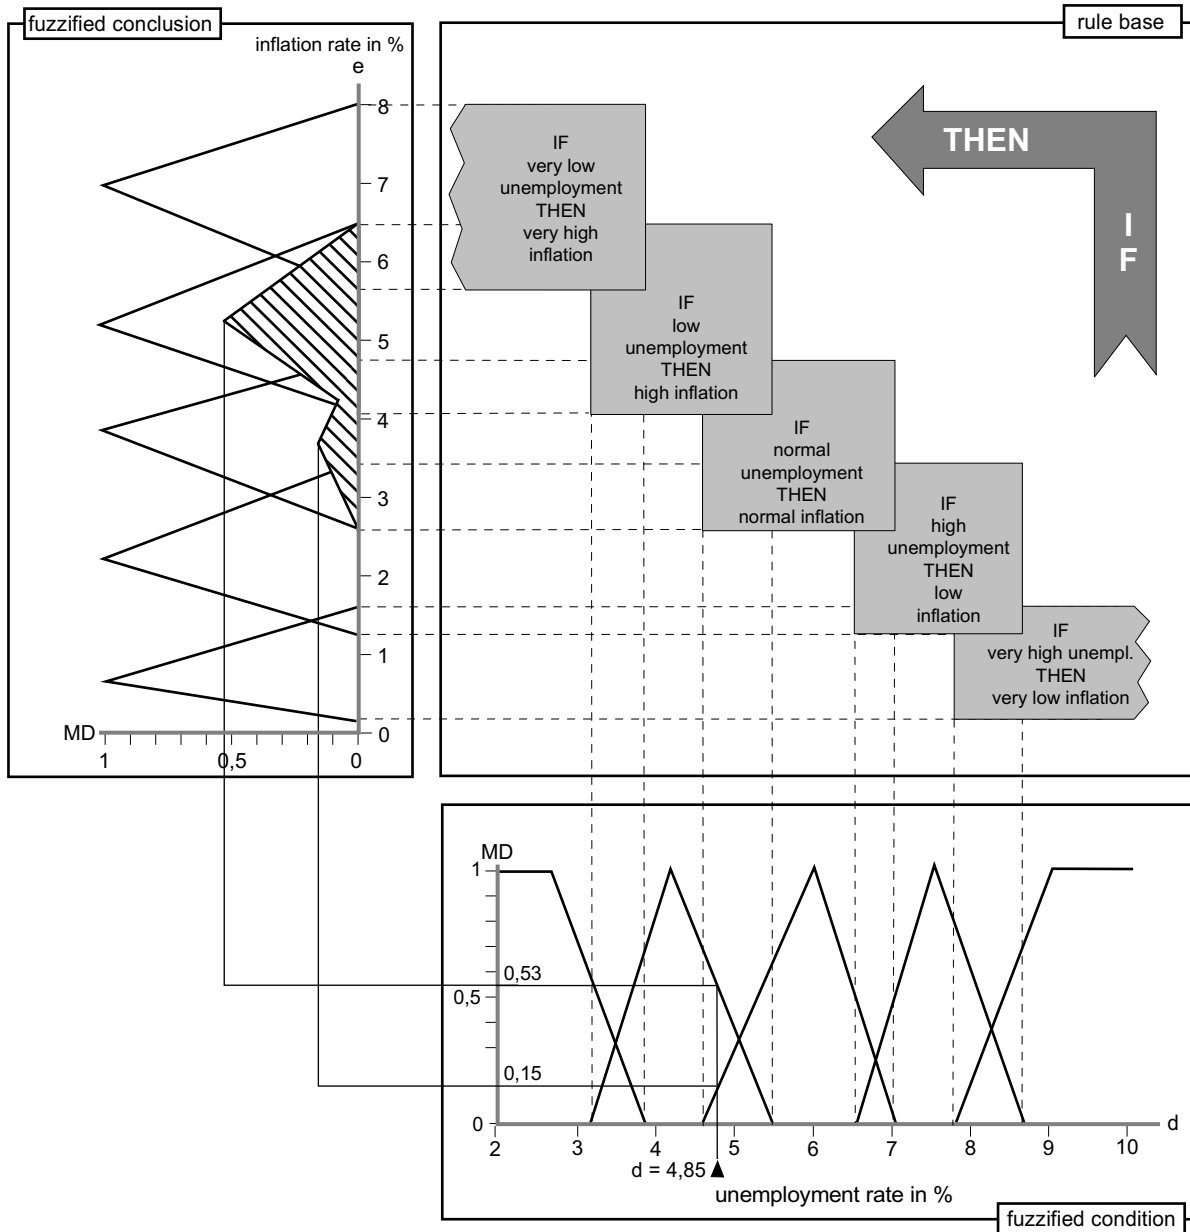 fuzzified conclusion
inflation rate in %
e
8
7
6
5
4
3
2
1
0
MD
1
0,5
0
rule base
IF
very low
unemployment
THEN
very high
inflation
IF
low
unemployment
THEN
high inflation
IF
normal
unemployment
THEN
normal inflation
IF
high
unemployment
THEN
low
inflation
IF
very high unempl.
THEN
very low inflation
THEN
I
F
MD
1
0,53
0,5
0,15
0
2
3
4
5
6
7
8
9
10
d
d = 4,85
unemployment rate in %
fuzzified condition